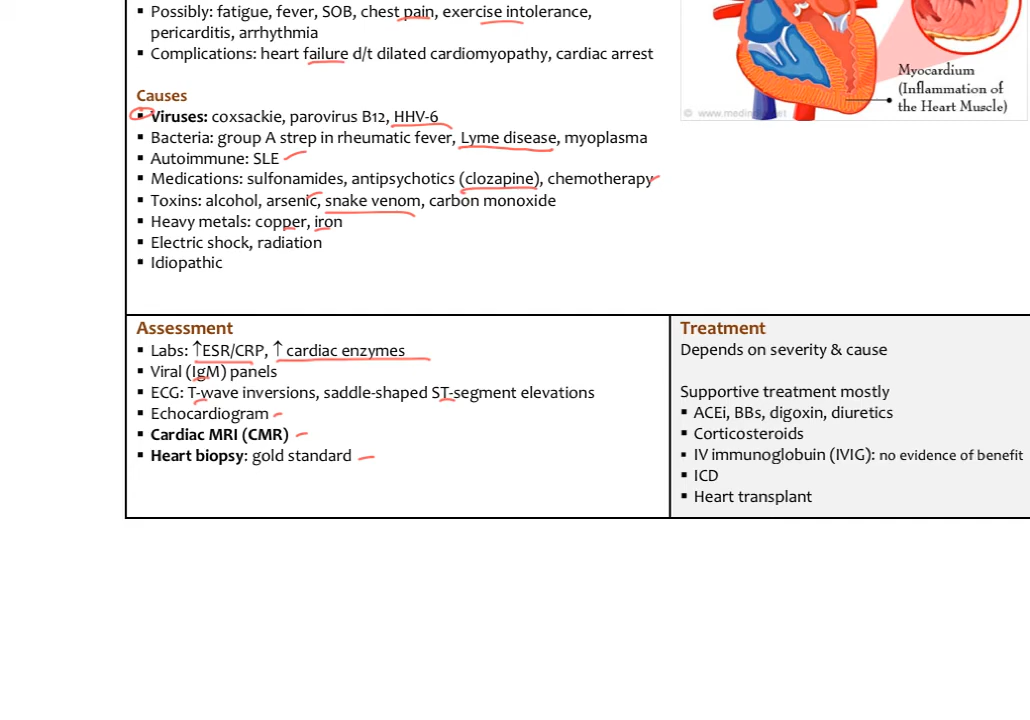 ▪ Possibly: fatigue, fever, SOB, chest pain, exercise intolerance,
pericarditis, arrhythmia
▪ Complications: heart failure d/t dilated cardiomyopathy, cardiac arrest
Causes
▪ Viruses: coxsackie, parovirus B12, HHV-6
▪ Bacteria: group A strep in rheumatic fever, Lyme disease, myoplasma
▪ Autoimmune: SLE
▪ Medications: sulfonamides, antipsychotics (clozapine), chemotherapy
▪ Toxins: alcohol, arsenic, snake venom, carbon monoxide
▪ Heavy metals: copper, iron
▪ Electric shock, radiation
▪ Idiopathic
Myocardium
(Inflammation of
the Heart Muscle)
Assessment
▪ Labs: ↑ESR/CRP, ↑ cardiac enzymes
▪ Viral (IgM) panels
▪ ECG: T-wave inversions, saddle-shaped ST-segment elevations
▪ Echocardiogram
▪ Cardiac MRI (CMR)
▪ Heart biopsy: gold standard
Treatment
Depends on severity & cause
Supportive treatment mostly
▪ ACEi, BBs, digoxin, diuretics
▪ Corticosteroids
▪ IV immunoglobuin (IVIG): no evidence of benefit
▪ ICD
▪ Heart transplant